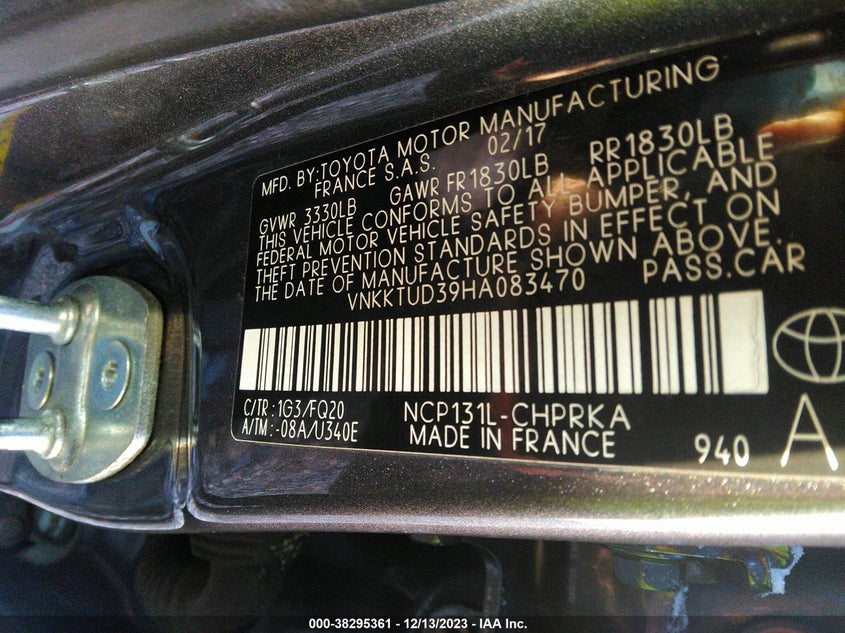 MFD. BY:TOYOTA MOTOR MANUFACTURING
FRANCE S.A.S. 02/17
GVWR 3330LB GAWR FR1830LB RR1830LB
THIS VEHICLE CONFORMS TO ALL APPLICABLE
FEDERAL MOTOR VEHICLE SAFETY BUMPER, AND
THEFT PREVENTION STANDARDS IN EFFECT ON
THE DATE OF MANUFACTURE SHOWN ABOVE.
VNKKTUD39HA083470 PASS.CAR
C/TR : 1G3/FQ20 NCP131L-CHPRKA
A/TM : -08A/U340E MADE IN FRANCE 940 A
000-38295361 - 12/13/2023 - IAA Inc.